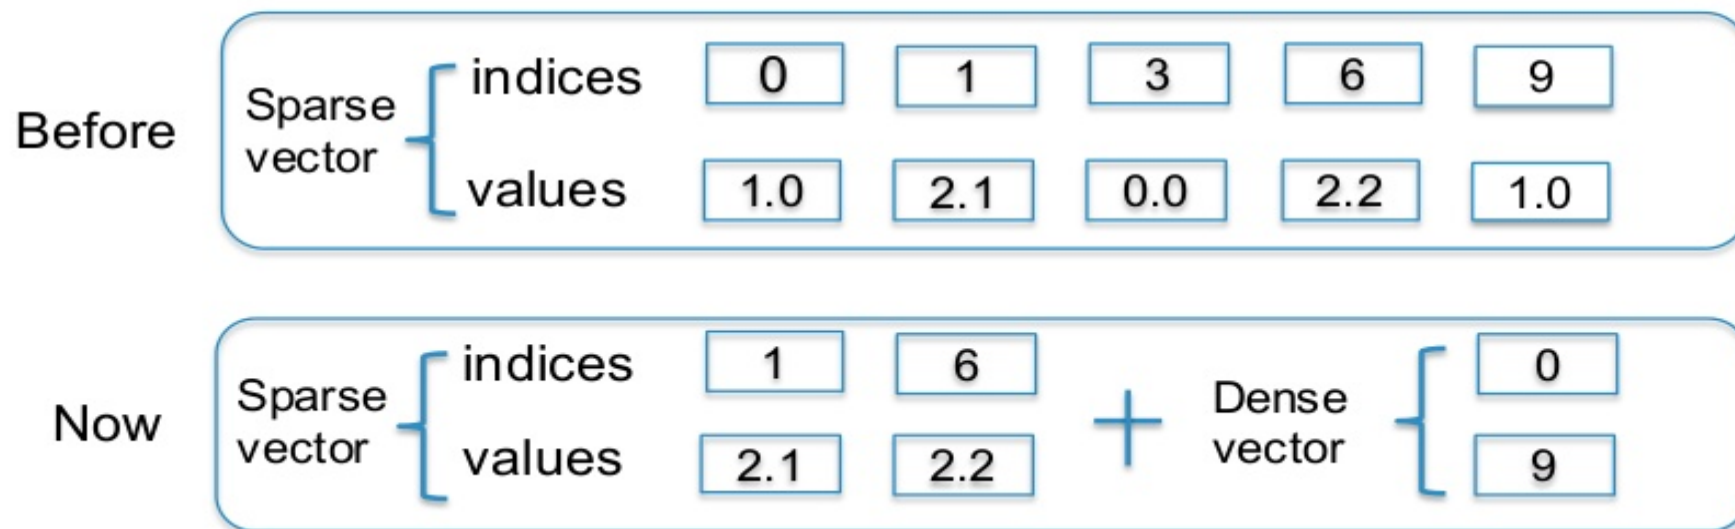 Before
Sparse vector
indices 0 1 3 6 9
values 1.0 2.1 0.0 2.2 1.0
Now
Sparse vector
indices 1 6
values 2.1 2.2
+
Dense vector
0
9